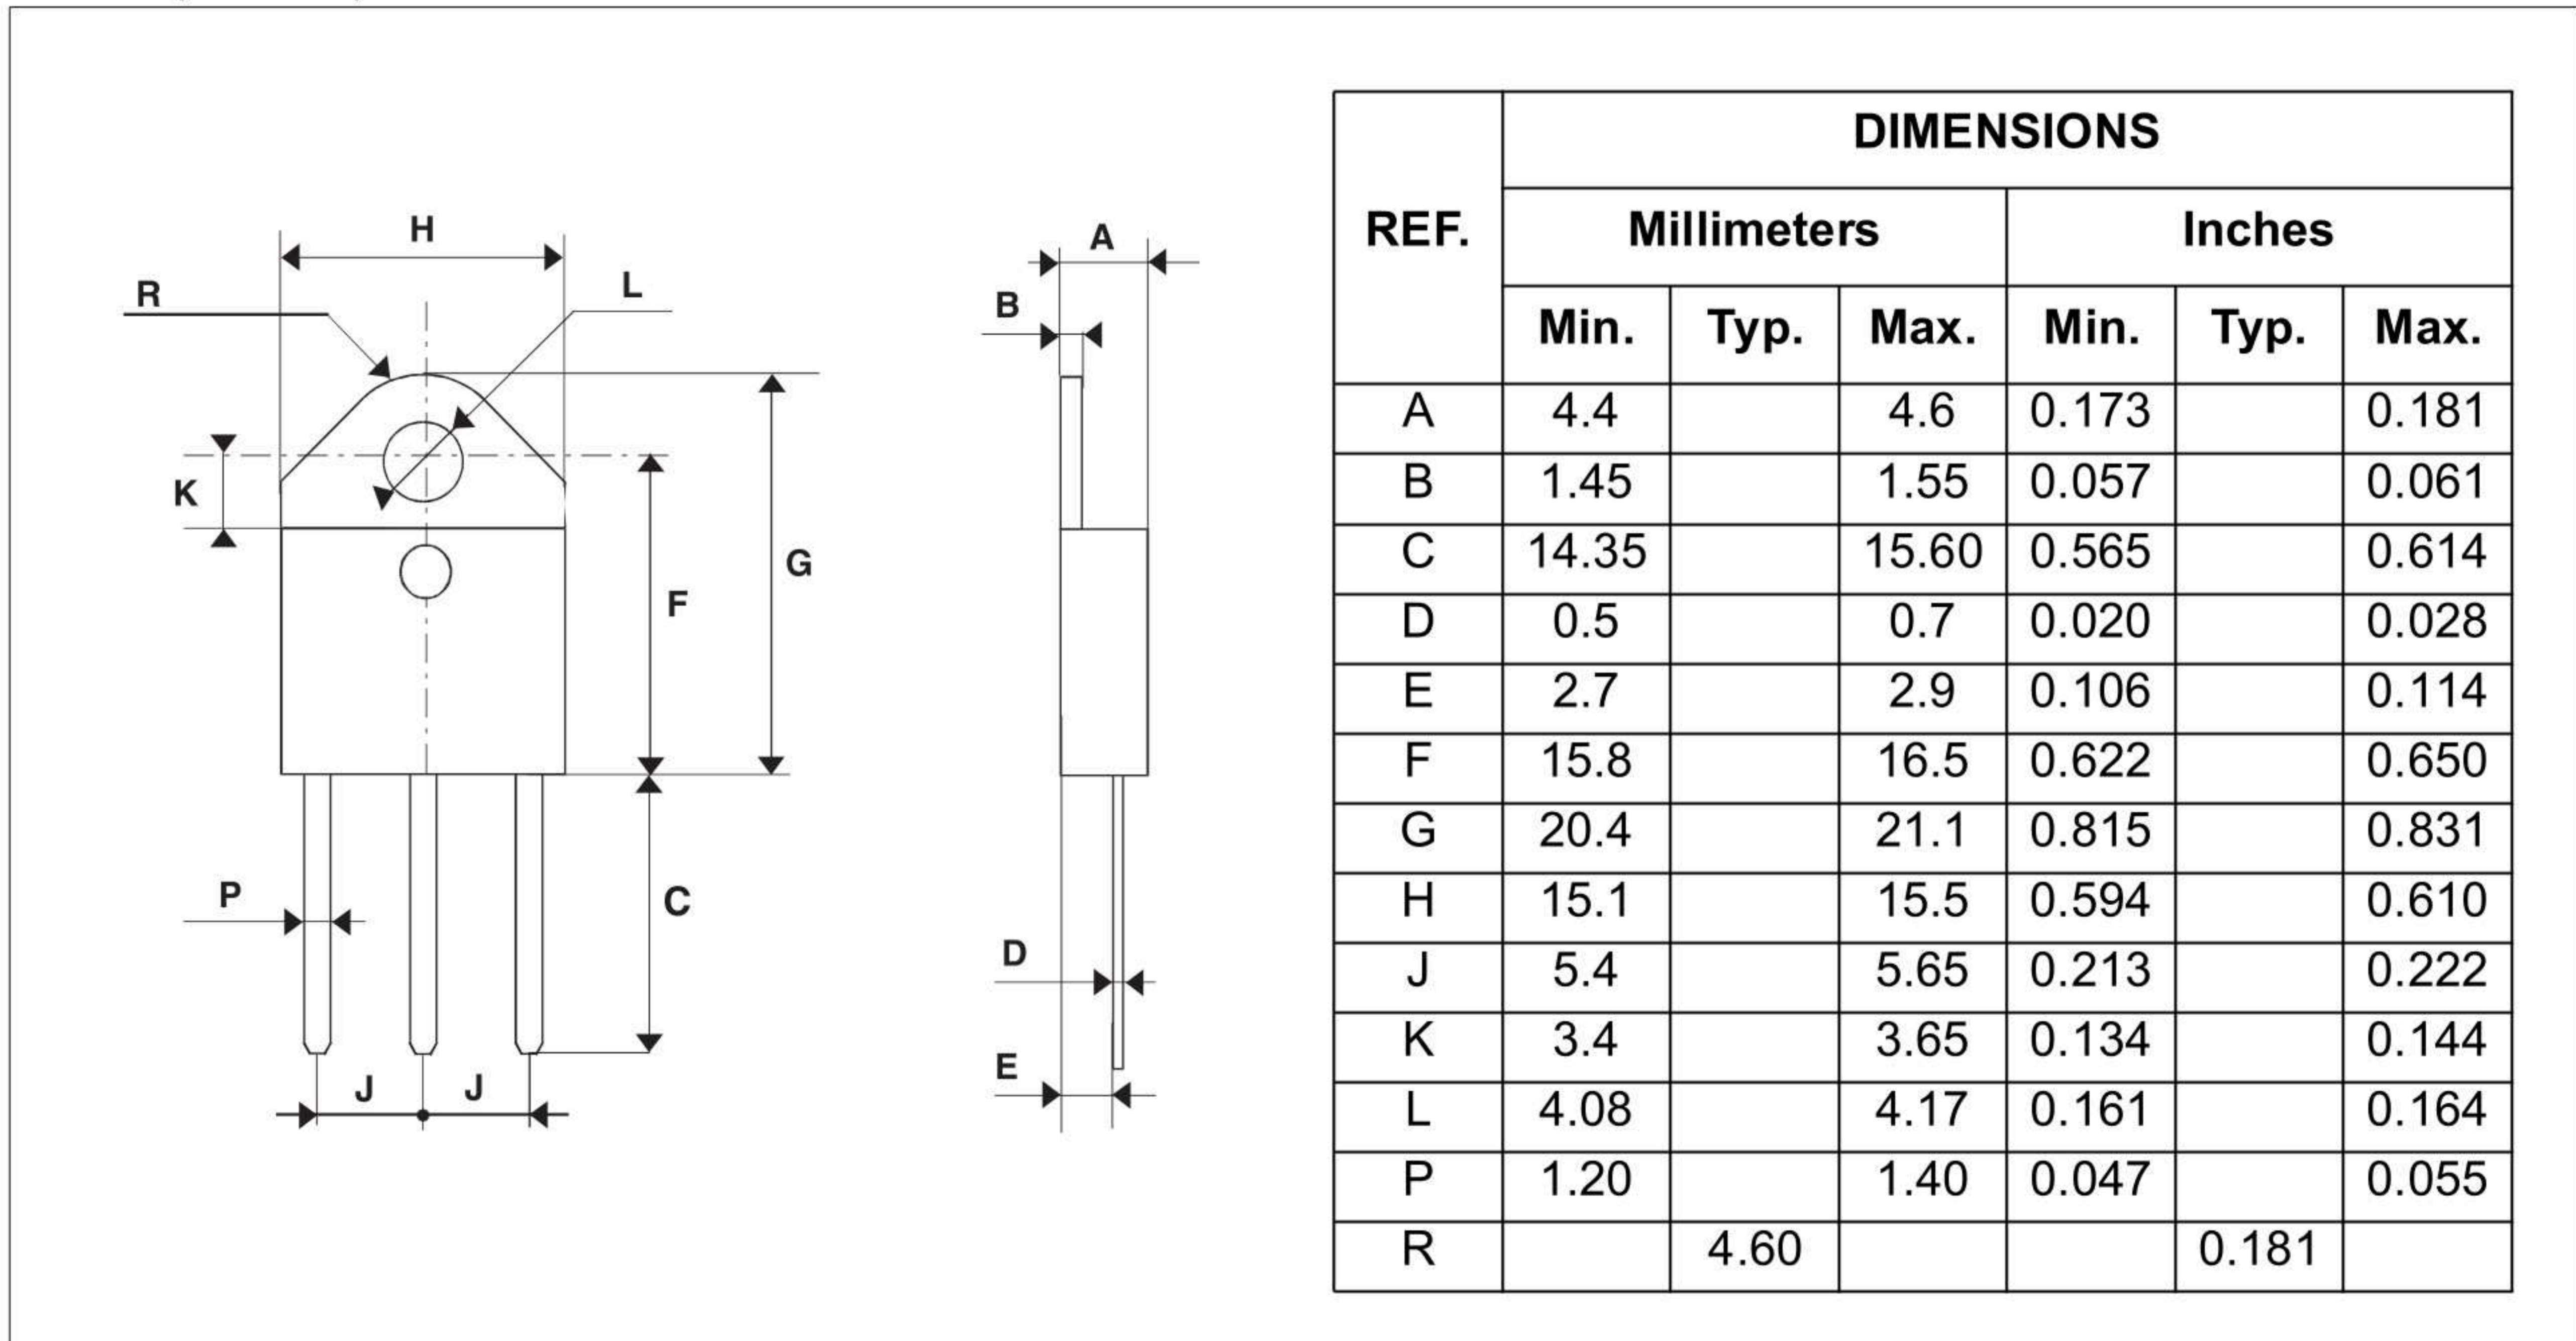 H
R
L
K
G
F
P
C
J J
A
B
D
E
DIMENSIONS
REF. Millimeters Inches
Min. Typ. Max. Min. Typ. Max.
A 4.4 4.6 0.173 0.181
B 1.45 1.55 0.057 0.061
C 14.35 15.60 0.565 0.614
D 0.5 0.7 0.020 0.028
E 2.7 2.9 0.106 0.114
F 15.8 16.5 0.622 0.650
G 20.4 21.1 0.815 0.831
H 15.1 15.5 0.594 0.610
J 5.4 5.65 0.213 0.222
K 3.4 3.65 0.134 0.144
L 4.08 4.17 0.161 0.164
P 1.20 1.40 0.047 0.055
R 4.60 0.181